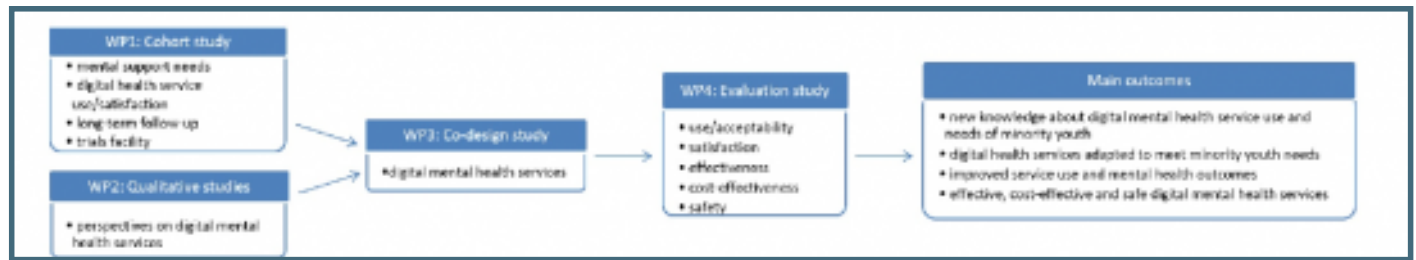 WP1: Cohort study
• mental support needs
• digital health service
use/satisfaction
• long-term follow-up
• trials facility
WP2: Qualitative studies
• perspectives on digital mental
health services
WP3: Co-design study
•digital mental health services
WP4: Evaluation study
• use/acceptability
• satisfaction
• effectiveness
• cost-effectiveness
• safety
Main outcomes
• new knowledge about digital mental health service use and
needs of minority youth
• digital health services adapted to meet minority youth needs
• improved service use and mental health outcomes
• effective, cost-effective and safe digital mental health services